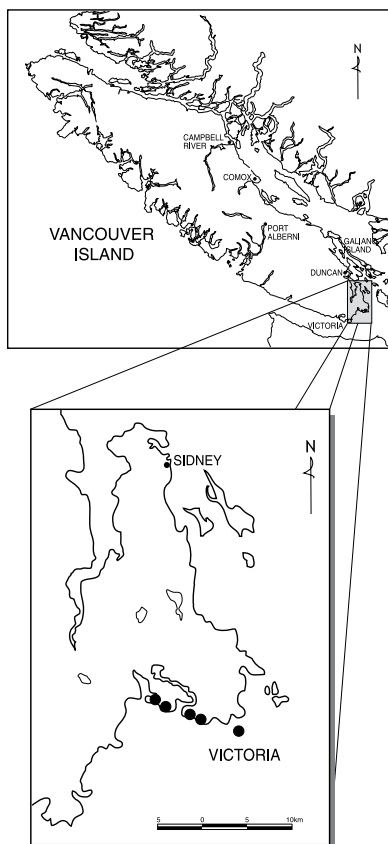 N
CAMPBELL
RIVER
COMOX
PORT
ALBERNI
VANCOUVER
ISLAND
GALIANO
ISLAND
DUNCAN
VICTORIA
N
SIDNEY
VICTORIA
5 0 5 10km